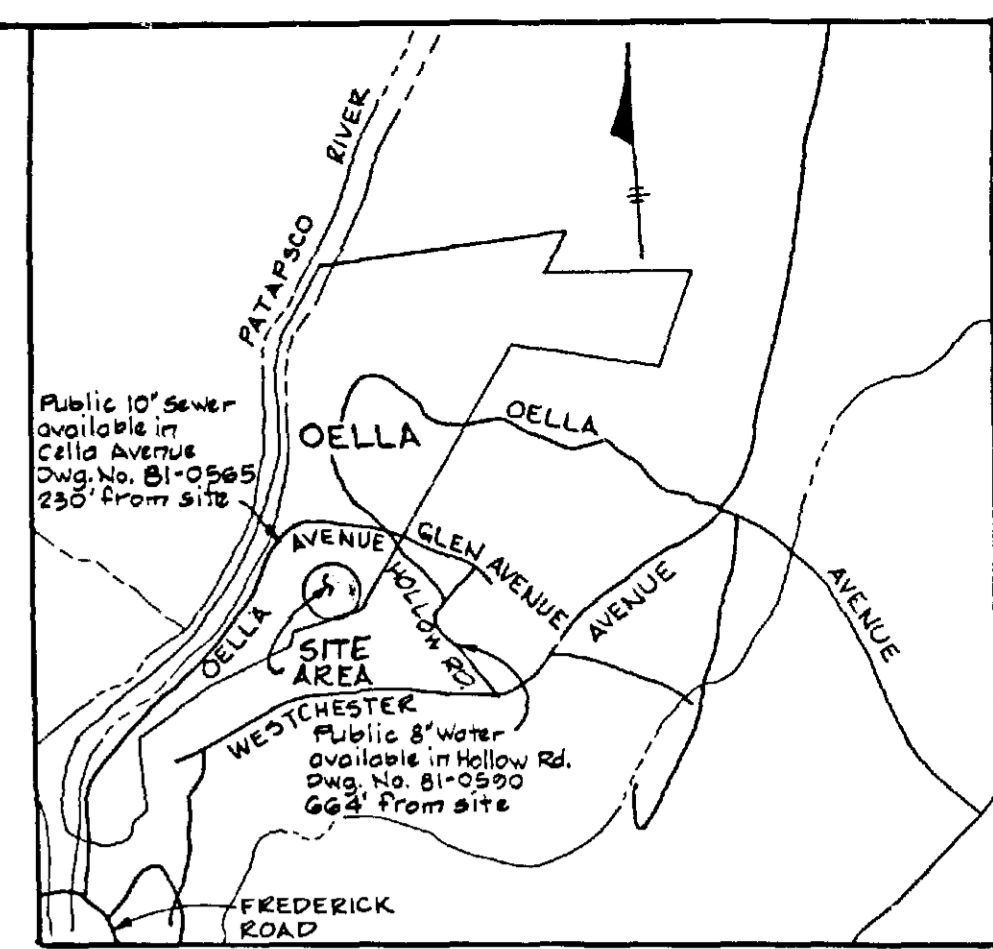 PATAPSCO RIVER
Public 10" Sewer
available in
Cella Avenue
Dwg. No. 81-0565
230' from site
OELLA
OELLA
AVENUE
GLEN AVENUE
HOLLOW RD.
AVENUE
AVENUE
OELLA
SITE
AREA
WESTCHESTER
Public 8" Water
available in Hollow Rd.
Dwg. No. 81-0590
664' from site
FREDERICK
ROAD